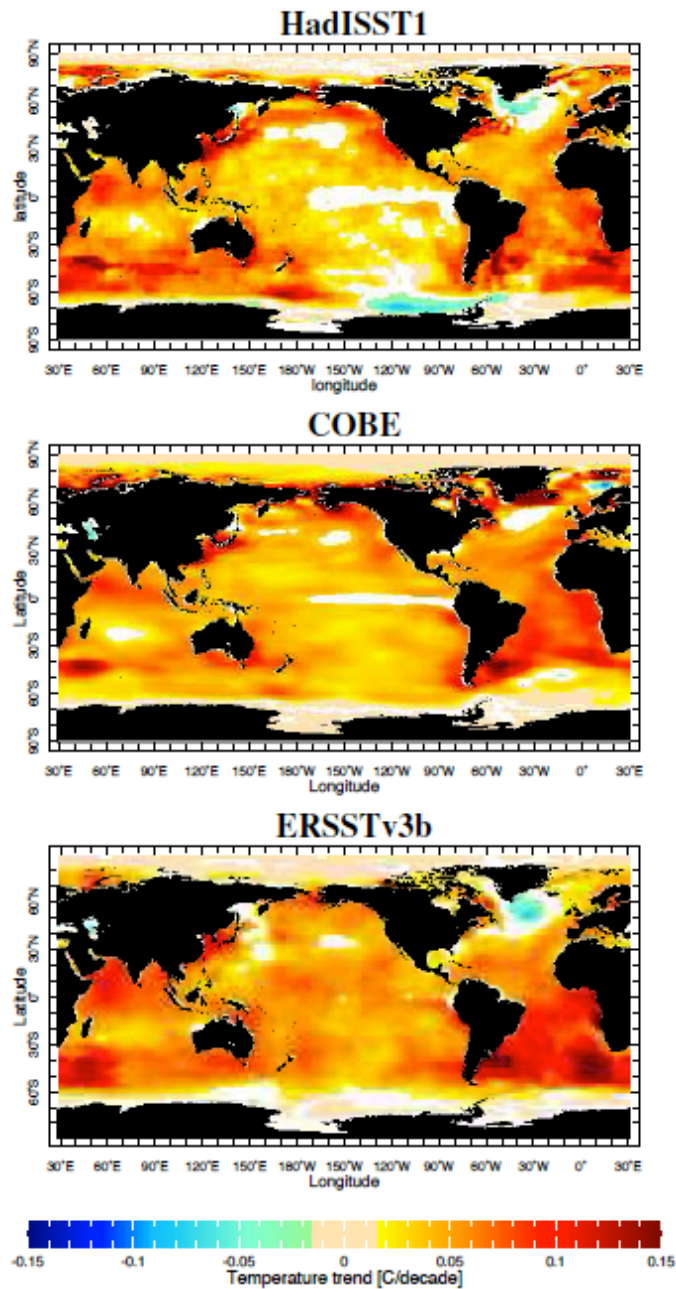 HadISST1
90°N
60°N
30°N
0°
30°S
60°S
90°S
latitude
30°E 60°E 90°E 120°E 150°E 180°W 150°W 120°W 90°W 60°W 30°W 0° 30°E
longitude
COBE
90°N
60°N
30°N
0°
30°S
60°S
90°S
Latitude
30°E 60°E 90°E 120°E 150°E 180°W 150°W 120°W 90°W 60°W 30°W 0° 30°E
Longitude
ERSSTv3b
60°N
30°N
0°
30°S
60°S
Latitude
30°E 60°E 90°E 120°E 150°E 180°W 150°W 120°W 90°W 60°W 30°W 0° 30°E
Longitude
-0.15 -0.1 -0.05 0 0.05 0.1 0.15
Temperature trend [C/decade]